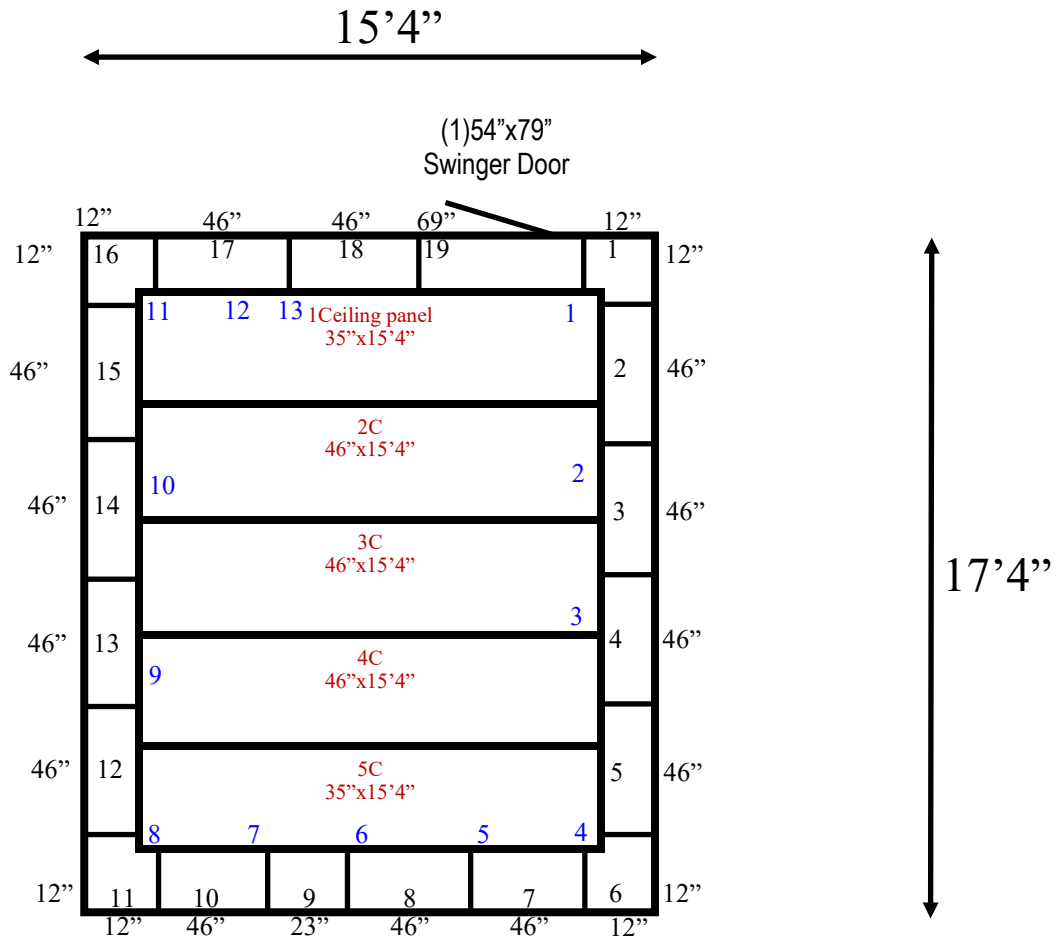 15’4”
(1)54”x79”
Swinger Door
12” 46” 46” 69” 12”
12” 16 17 18 19 1 12”
11 12 13 1Ceiling panel 1
35”x15’4”
46” 15 2 46”
2C
46”x15’4”
10 2
46” 14 3 46”
3C
46”x15’4”
3
17’4”
46” 13 4 46”
4C
46”x15’4”
9
46” 12 5C 5 46”
35”x15’4”
8 7 6 5 4
12” 11 10 9 8 7 6 12”
12” 46” 23” 46” 46” 12”